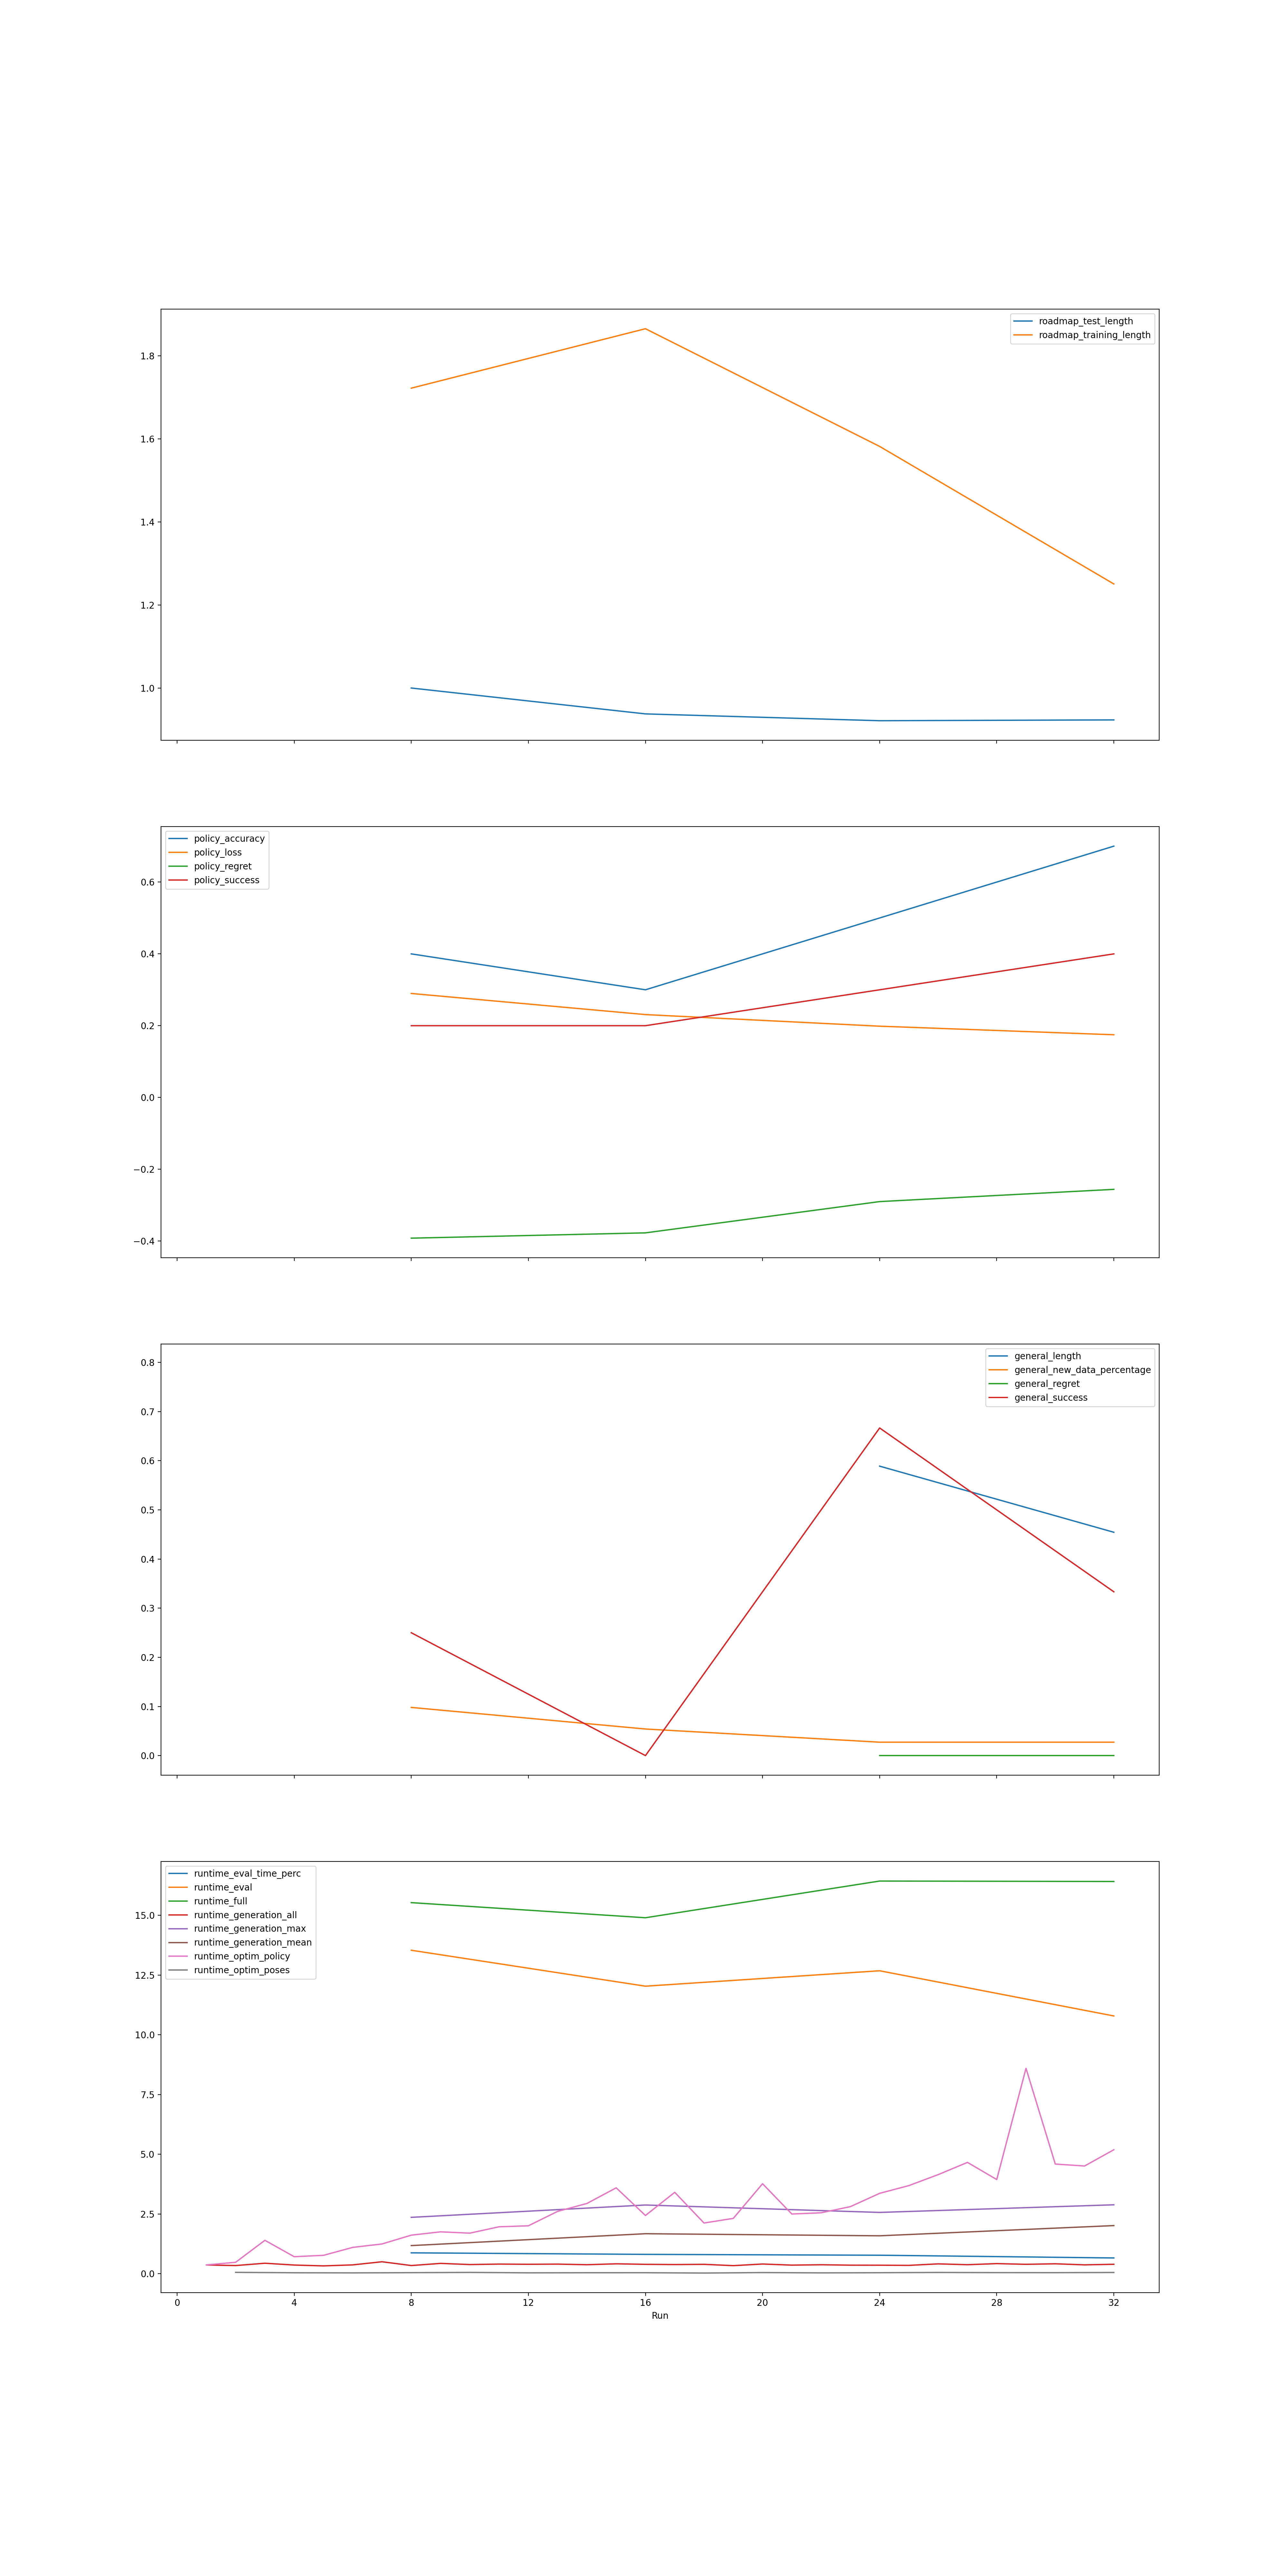 roadmap_test_length
roadmap_training_length
1.8
1.6
1.4
1.2
1.0
policy_accuracy
policy_loss
policy_regret
policy_success
0.6
0.4
0.2
0.0
−0.2
−0.4
general_length
general_new_data_percentage
general_regret
general_success
0.8
0.7
0.6
0.5
0.4
0.3
0.2
0.1
0.0
runtime_eval_time_perc
runtime_eval
runtime_full
runtime_generation_all
runtime_generation_max
runtime_generation_mean
runtime_optim_policy
runtime_optim_poses
15.0
12.5
10.0
7.5
5.0
2.5
0.0
0 4 8 12 16 20 24 28 32
Run